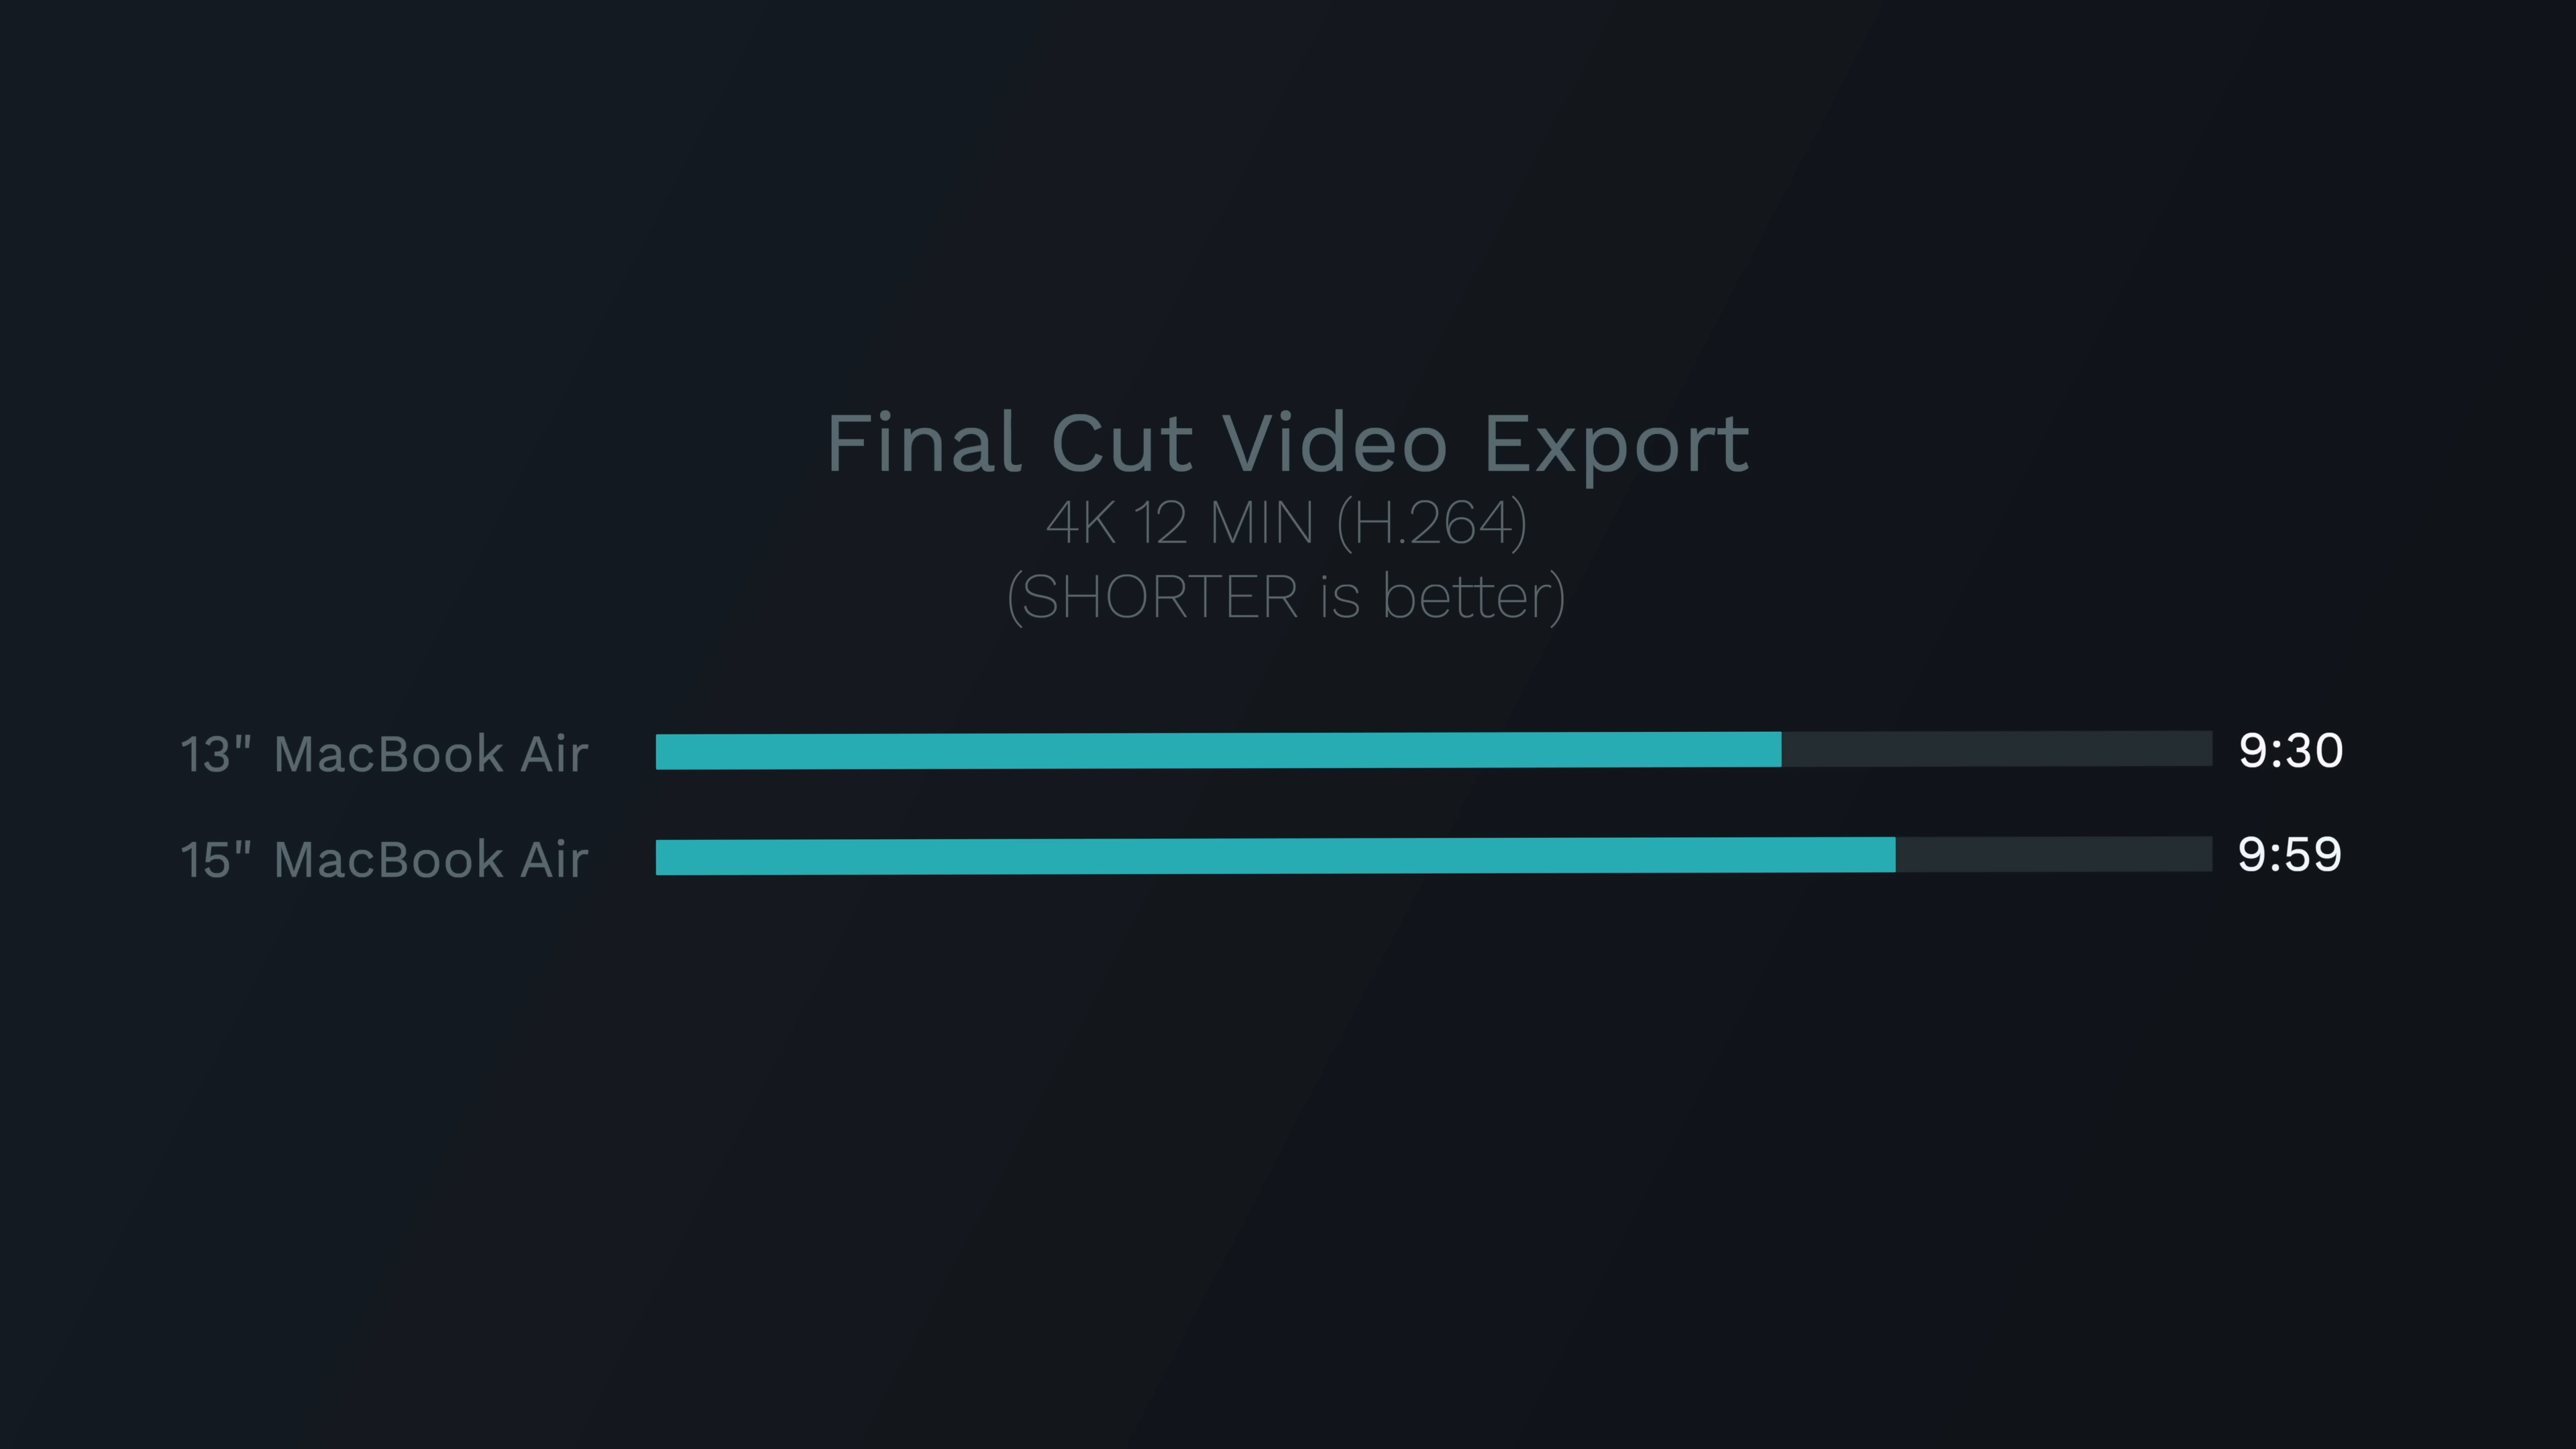 Final Cut Video Export
4K 12 MIN (H.264)
(SHORTER is better)
13" MacBook Air 9:30
15" MacBook Air 9:59